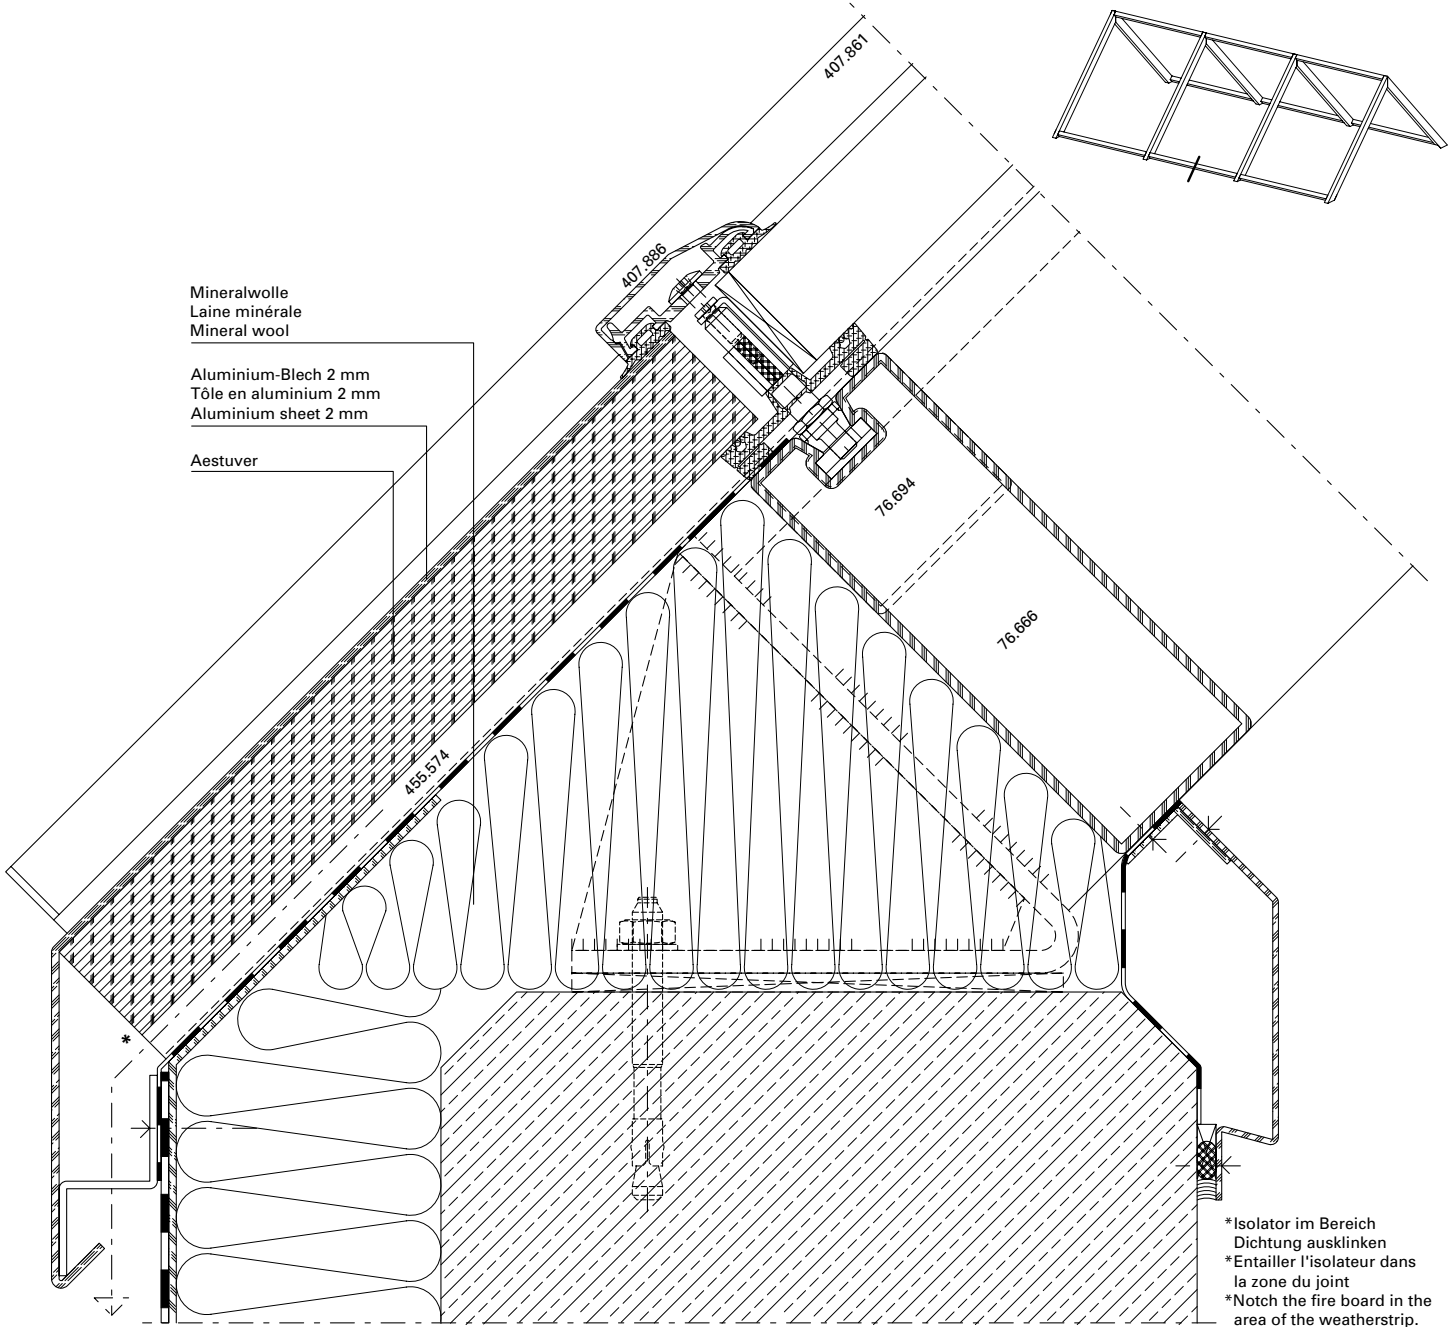 407.861
407.886
Mineralwolle
Laine minérale
Mineral wool
Aluminium-Blech 2 mm
Tôle en aluminium 2 mm
Aluminium sheet 2 mm
Aestuver
76.694
76.666
455.574
*
*Isolator im Bereich
Dichtung ausklinken
*Entailler l'isolateur dans
la zone du joint
*Notch the fire board in the
area of the weatherstrip.